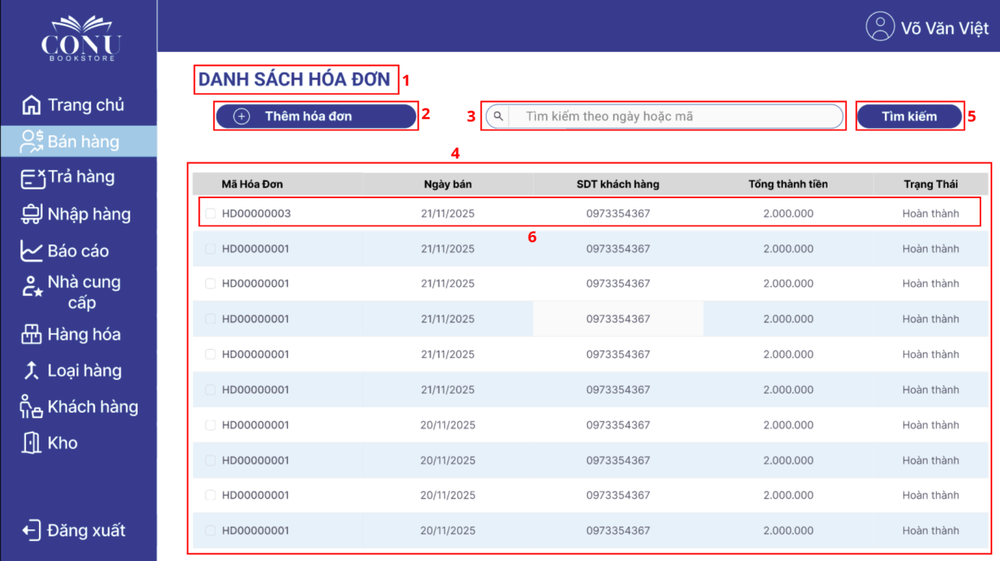 CONU
BOOKSTORE
Võ Văn Việt
Trang chủ
Bán hàng
Trả hàng
Nhập hàng
Báo cáo
Nhà cung
cấp
Hàng hóa
Loại hàng
Khách hàng
Kho
Đăng xuất
DANH SÁCH HÓA ĐƠN 1
Thêm hóa đơn 2
3 Tìm kiếm theo ngày hoặc mã
Tìm kiếm 5
4
Mã Hóa Đơn Ngày bán SDT khách hàng Tổng thành tiền Trạng Thái
HD00000003 21/11/2025 0973354367 2.000.000 Hoàn thành
6
HD00000001 21/11/2025 0973354367 2.000.000 Hoàn thành
HD00000001 21/11/2025 0973354367 2.000.000 Hoàn thành
HD00000001 21/11/2025 0973354367 2.000.000 Hoàn thành
HD00000001 21/11/2025 0973354367 2.000.000 Hoàn thành
HD00000001 21/11/2025 0973354367 2.000.000 Hoàn thành
HD00000001 20/11/2025 0973354367 2.000.000 Hoàn thành
HD00000001 20/11/2025 0973354367 2.000.000 Hoàn thành
HD00000001 20/11/2025 0973354367 2.000.000 Hoàn thành
HD00000001 20/11/2025 0973354367 2.000.000 Hoàn thành